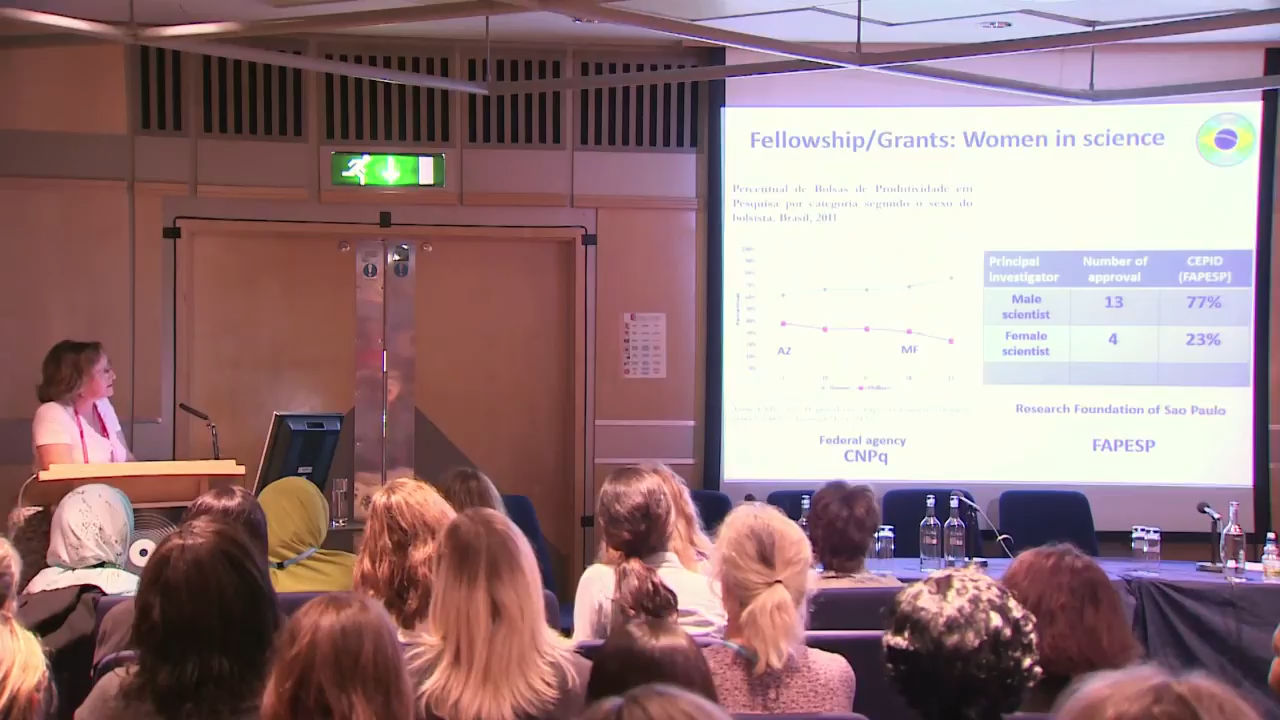 Fellowship/Grants: Women in science
Percentual de Bolsas de Produtividade em
Pesquisa por categoria segundo o sexo do
bolsista. Brasil, 2011
AZ
MF
Principal investigator
Number of approval
CEPID (FAPESP)
Male scientist
13
77%
Female scientist
4
23%
Research Foundation of Sao Paulo
Federal agency
CNPq
FAPESP